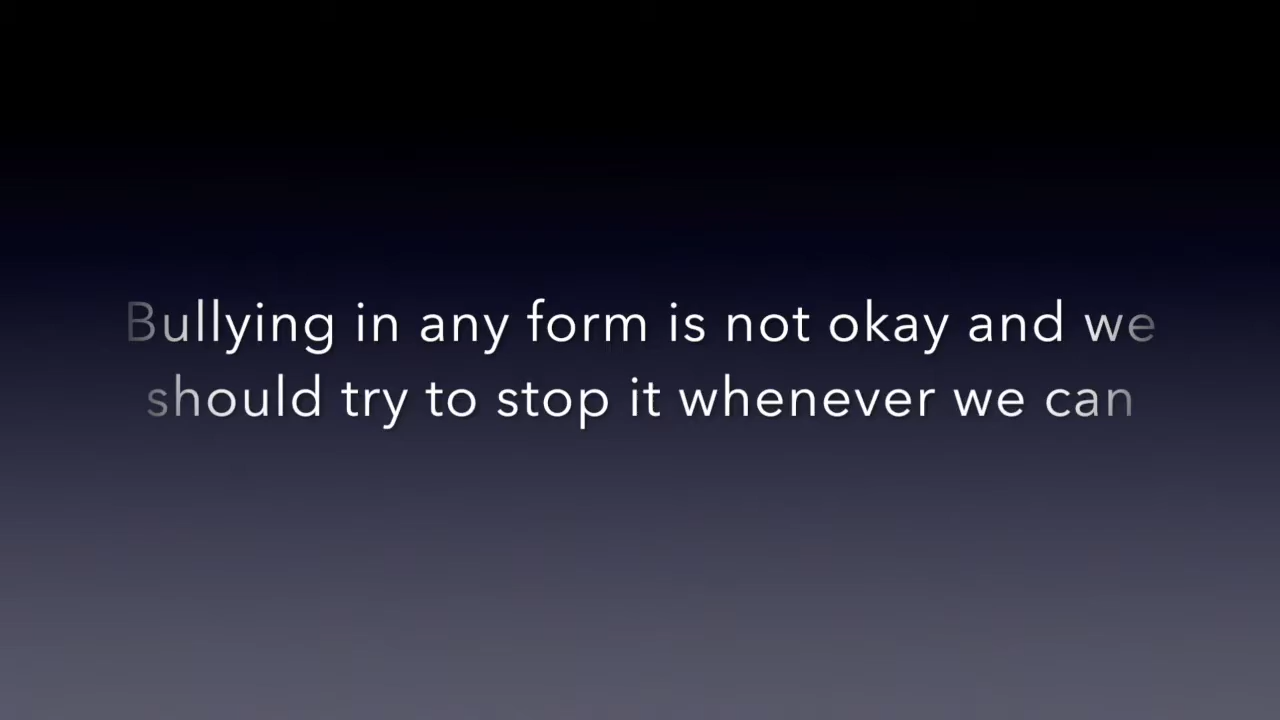 Bullying in any form is not okay and we
should try to stop it whenever we can